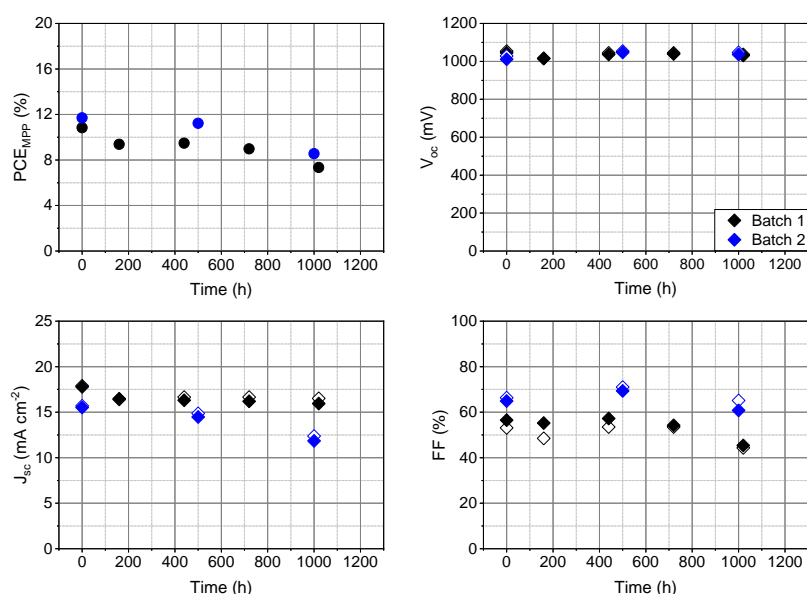 20
16
12
8
4
0
PCE_MPP (%)
0 200 400 600 800 1000 1200
Time (h)
1200
1000
800
600
400
200
0
V_oc (mV)
Batch 1
Batch 2
0 200 400 600 800 1000 1200
Time (h)
25
20
15
10
5
0
J_sc (mA cm⁻²)
0 200 400 600 800 1000 1200
Time (h)
100
80
60
40
20
0
FF (%)
0 200 400 600 800 1000 1200
Time (h)